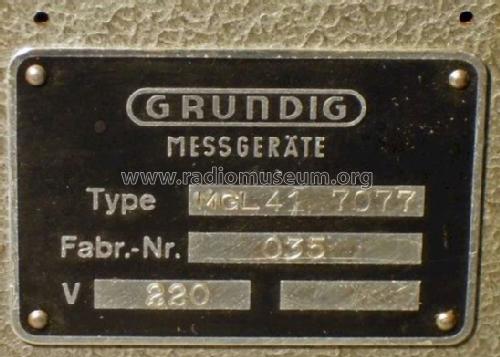 GRUNDIG
MESSGERÄTE
www.radiomuseum.org
Type MGL41 7077
Fabr.-Nr. 035
V 220